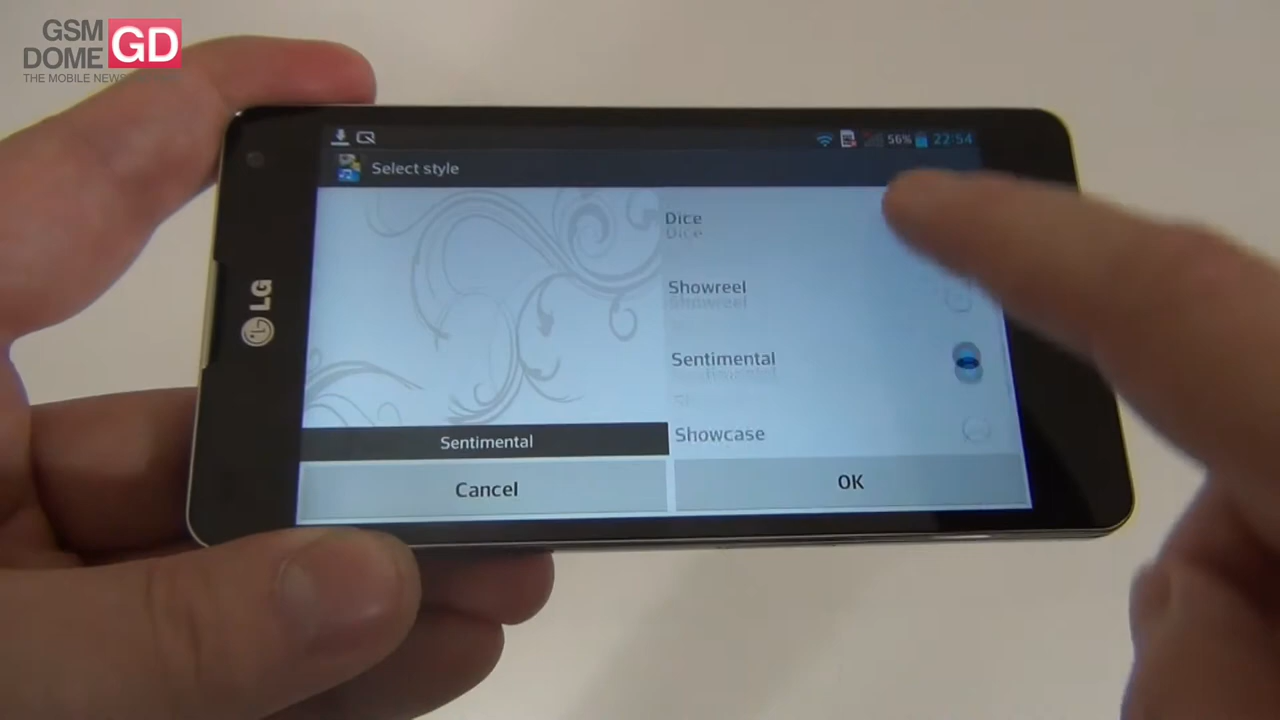 GSM
DOME GD
THE MOBILE NEWS
56% 22:54
Select style
Dice
Showreel
Sentimental
Showcase
Sentimental
Cancel
OK
LG